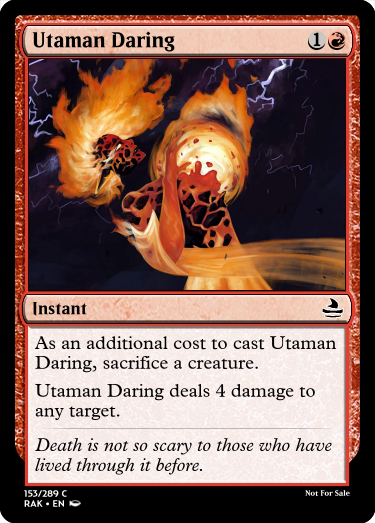 Utaman Daring 1
Instant
As an additional cost to cast Utaman
Daring, sacrifice a creature.
Utaman Daring deals 4 damage to
any target.
Death is not so scary to those who have
lived through it before.
153/289 C
Not For Sale
RAK • EN